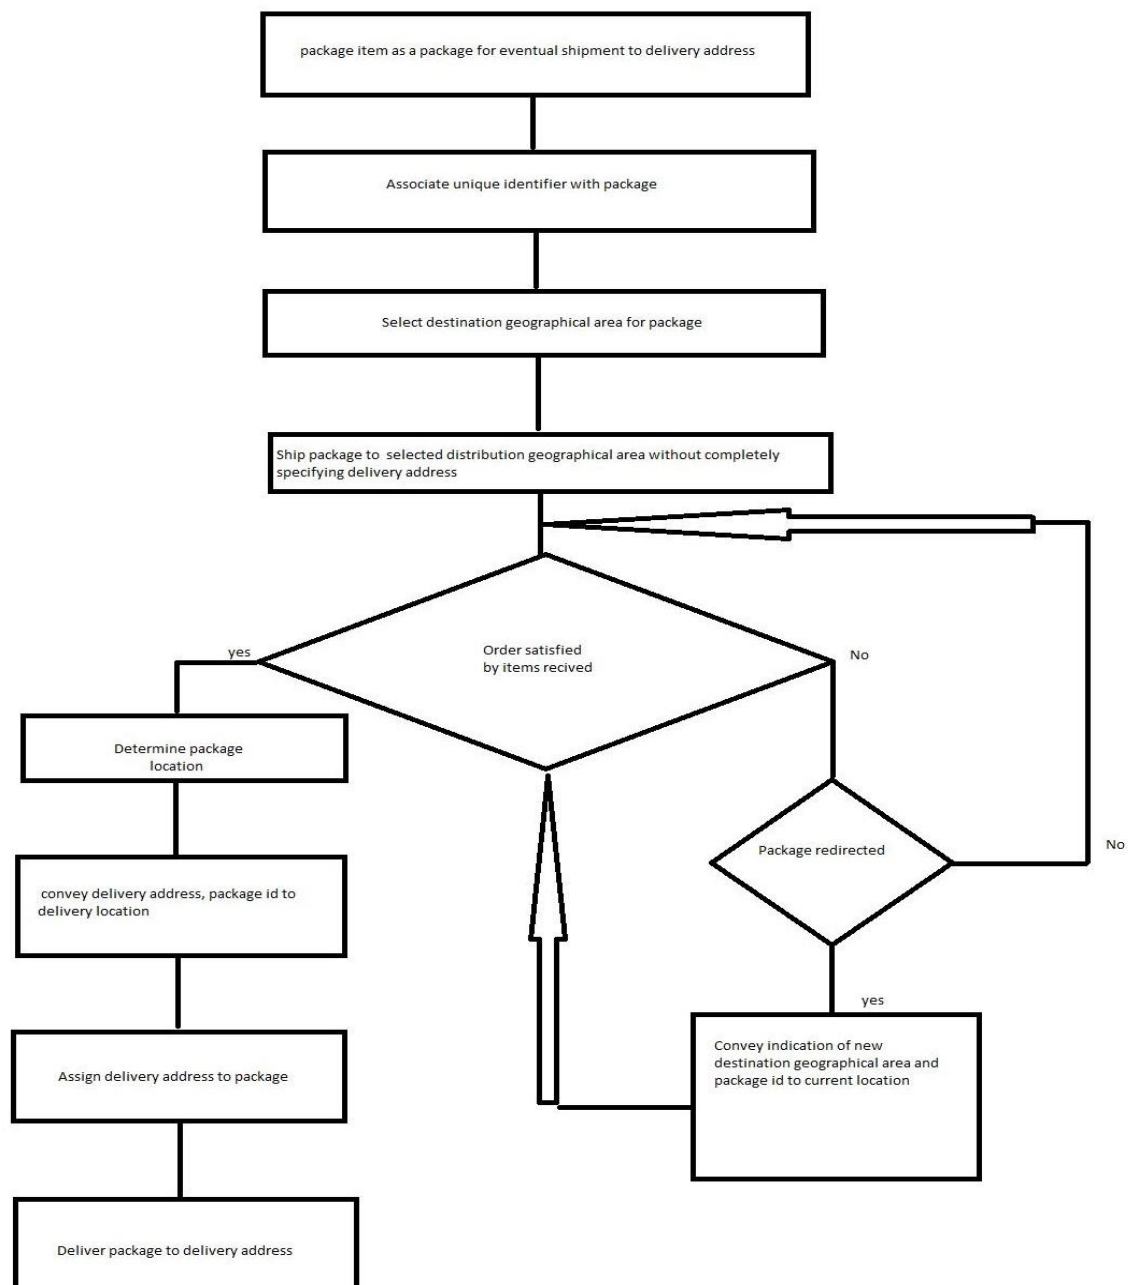 package item as a package for eventual shipment to delivery address
Associate unique identifier with package
Select destination geographical area for package
Ship package to selected distribution geographical area without completely
specifying delivery address
Order satisfied
by items recived
yes
No
Determine package
location
convey delivery address, package id to
delivery location
Assign delivery address to package
Deliver package to delivery address
Package redirected
No
yes
Convey indication of new
destination geographical area and
package id to current location